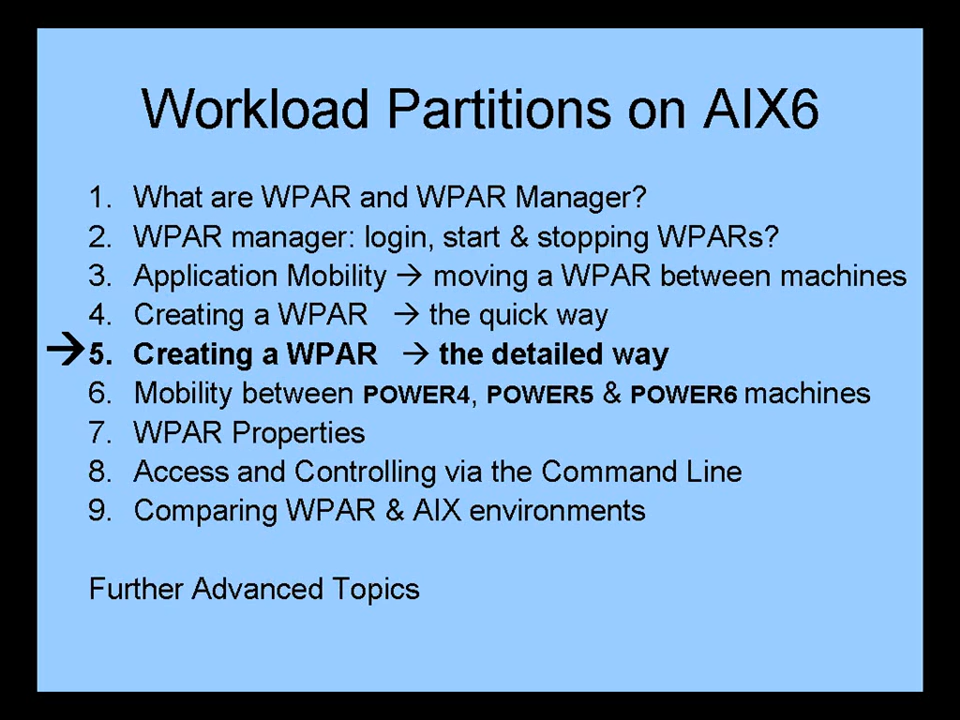 Workload Partitions on AIX6
1. What are WPAR and WPAR Manager?
2. WPAR manager: login, start & stopping WPARs?
3. Application Mobility → moving a WPAR between machines
4. Creating a WPAR → the quick way
→5. Creating a WPAR → the detailed way
6. Mobility between POWER4, POWER5 & POWER6 machines
7. WPAR Properties
8. Access and Controlling via the Command Line
9. Comparing WPAR & AIX environments
Further Advanced Topics